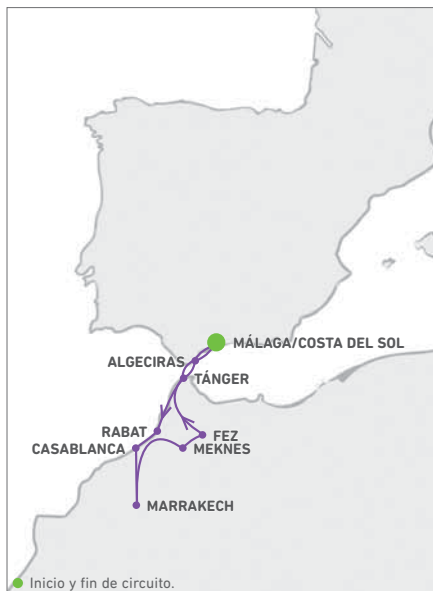 MÁLAGA/COSTA DEL SOL
ALGECIRAS
TÁNGER
RABAT
FEZ
CASABLANCA
MEKNES
MARRAKECH
Inicio y fin de circuito.